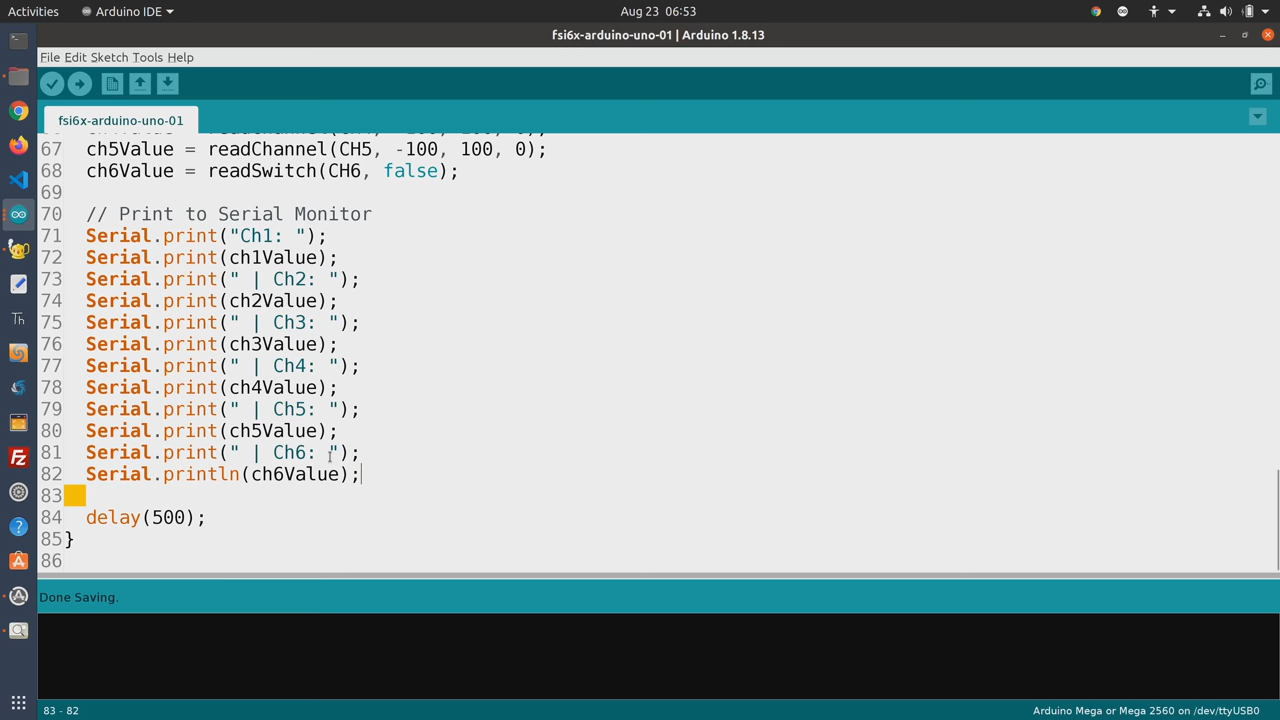 Activities
Arduino IDE
Aug 23 06:53
fsi6x-arduino-uno-01 | Arduino 1.8.13
File Edit Sketch Tools Help
fsi6x-arduino-uno-01
67 ch5Value = readChannel(CH5, -100, 100, 0);
68 ch6Value = readSwitch(CH6, false);
69
70 // Print to Serial Monitor
71 Serial.print("Ch1: ");
72 Serial.print(ch1Value);
73 Serial.print(" | Ch2: ");
74 Serial.print(ch2Value);
75 Serial.print(" | Ch3: ");
76 Serial.print(ch3Value);
77 Serial.print(" | Ch4: ");
78 Serial.print(ch4Value);
79 Serial.print(" | Ch5: ");
80 Serial.print(ch5Value);
81 Serial.print(" | Ch6: ");
82 Serial.println(ch6Value);
83
84 delay(500);
85 }
86
Done Saving.
83 - 82
Arduino Mega or Mega 2560 on /dev/ttyUSB0
Th
FZ
?